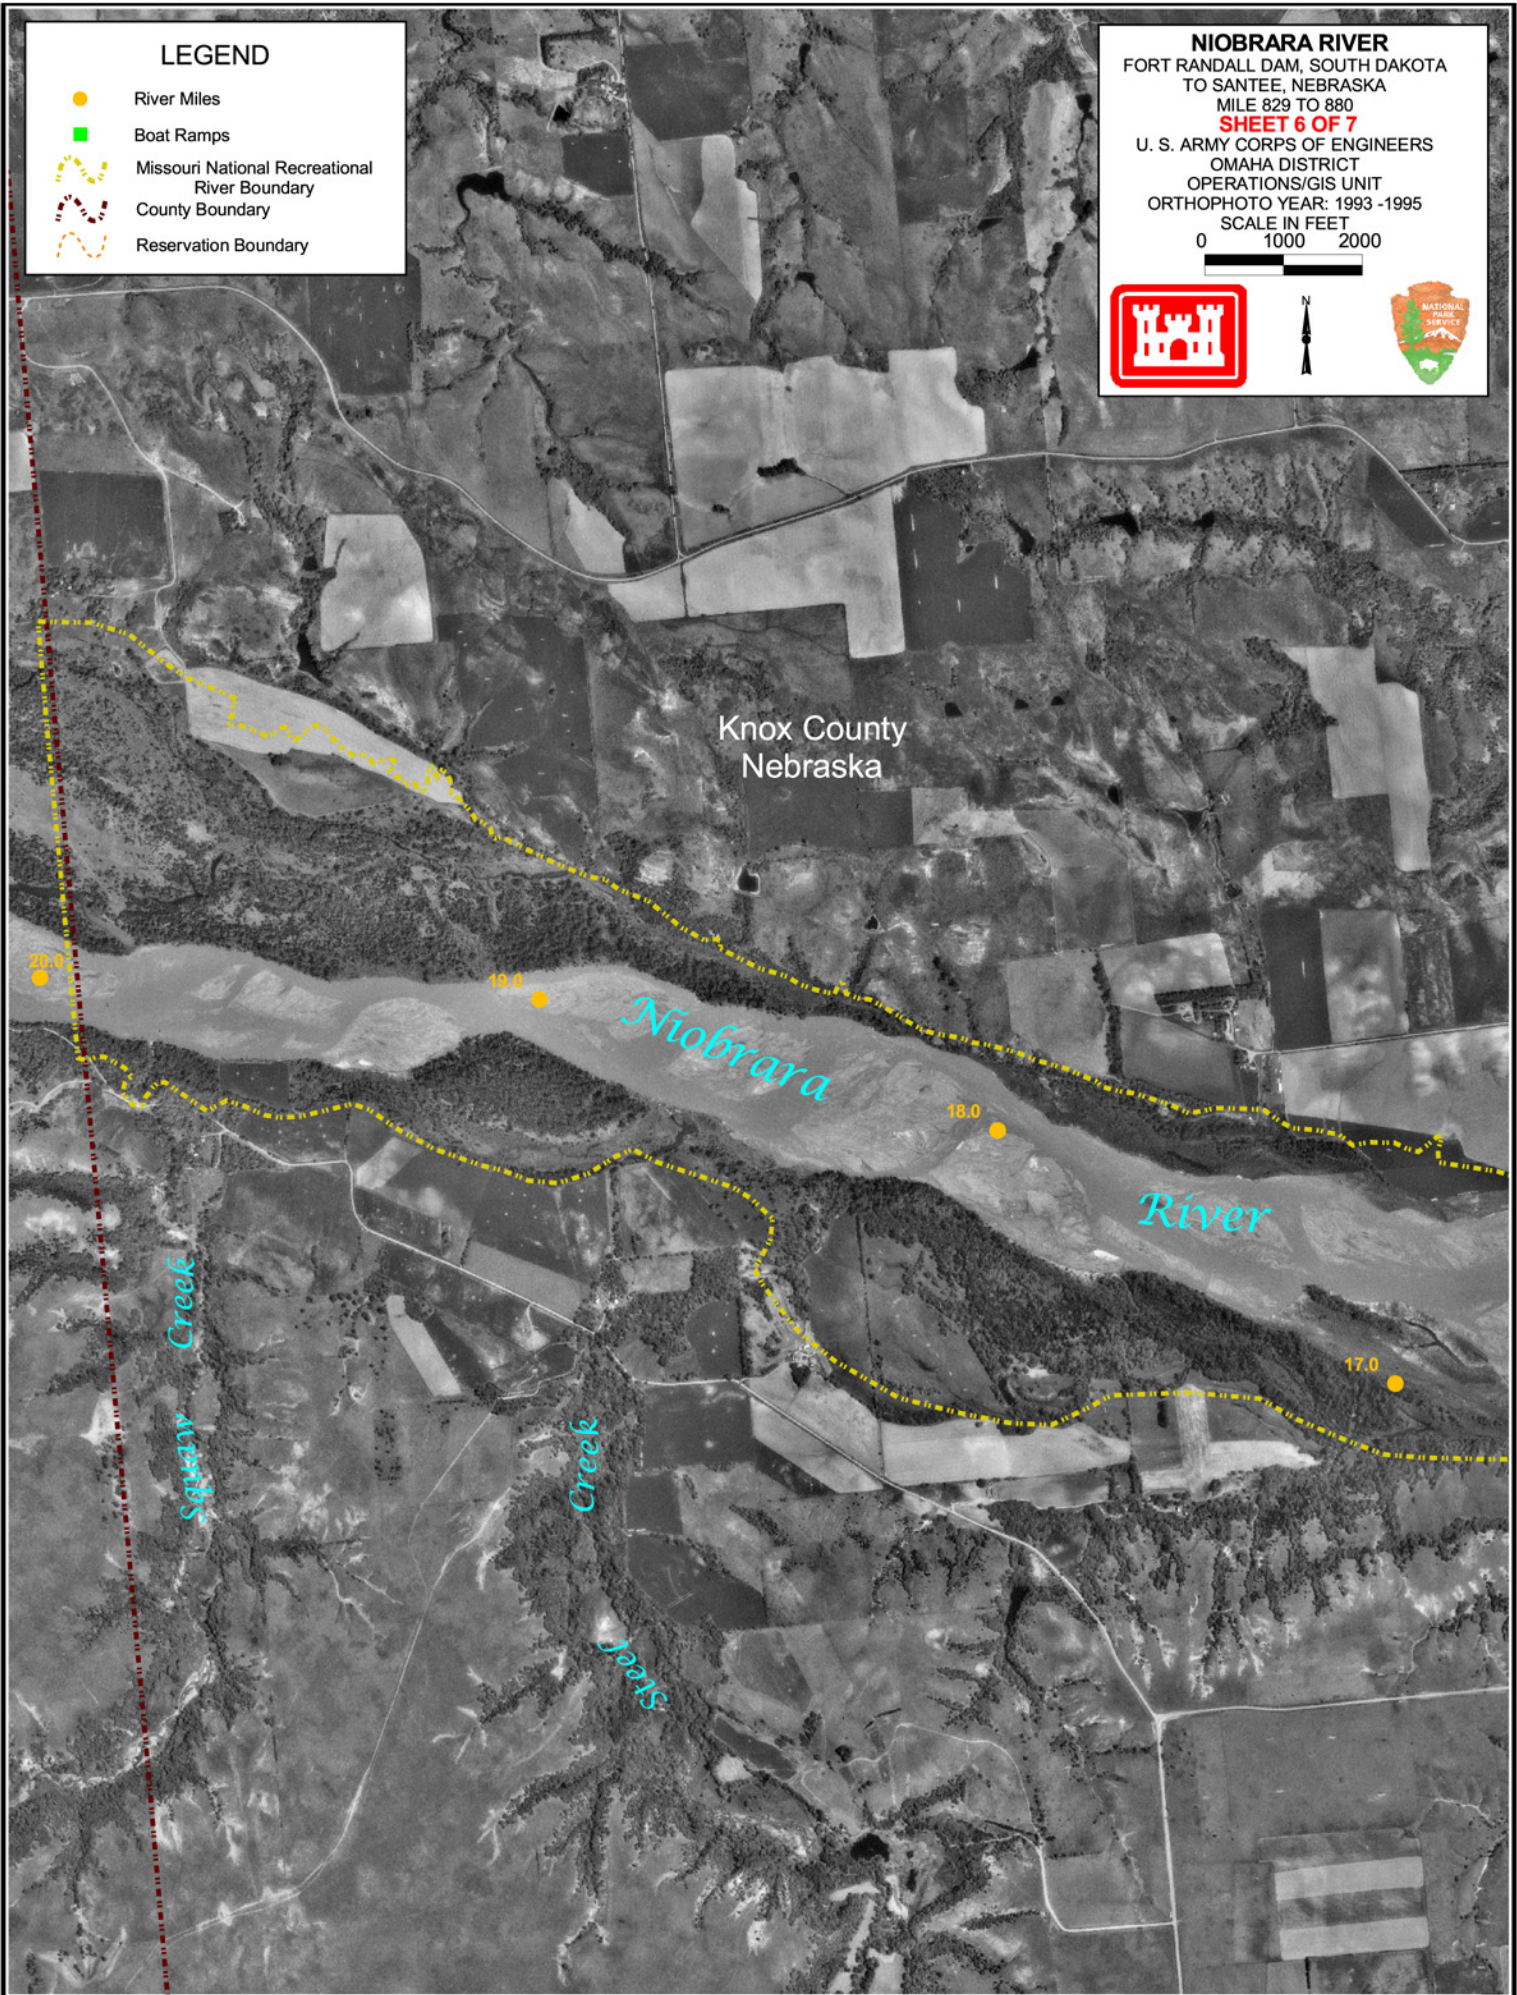 LEGEND
River Miles
Boat Ramps
Missouri National Recreational
River Boundary
County Boundary
Reservation Boundary
NIOBRARA RIVER
FORT RANDALL DAM, SOUTH DAKOTA
TO SANTEE, NEBRASKA
MILE 829 TO 880
SHEET 6 OF 7
U. S. ARMY CORPS OF ENGINEERS
OMAHA DISTRICT
OPERATIONS/GIS UNIT
ORTHOPHOTO YEAR: 1993 -1995
SCALE IN FEET
0 1000 2000
N
NATIONAL
PARK
SERVICE
Knox County
Nebraska
20.0
19.0
Niobrara
18.0
River
17.0
Squaw Creek
Steel Creek